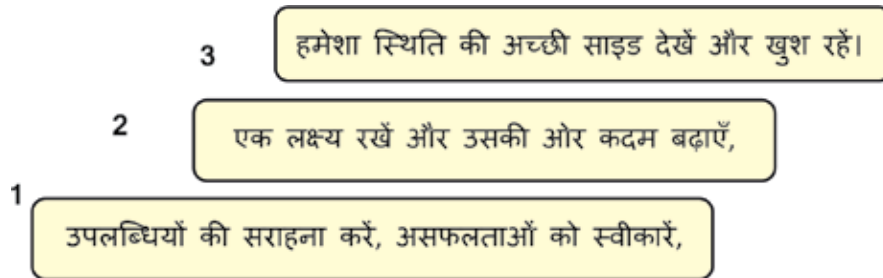 3
हमेशा स्थिति की अच्छी साइड देखें और खुश रहें।
2
एक लक्ष्य रखें और उसकी ओर कदम बढ़ाएँ,
1
उपलब्धियों की सराहना करें, असफलताओं को स्वीकारें,